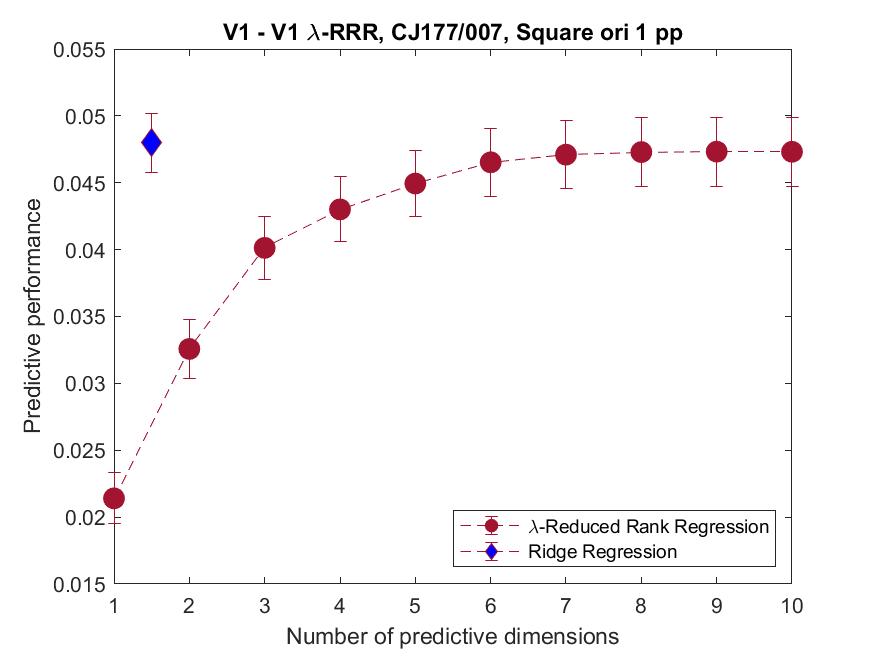 V1 - V1 λ-RRR, CJ177/007, Square ori 1 pp
0.055
0.05
0.045
0.04
0.035
0.03
0.025
0.02
0.015
Predictive performance
1 2 3 4 5 6 7 8 9 10
Number of predictive dimensions
λ-Reduced Rank Regression
Ridge Regression